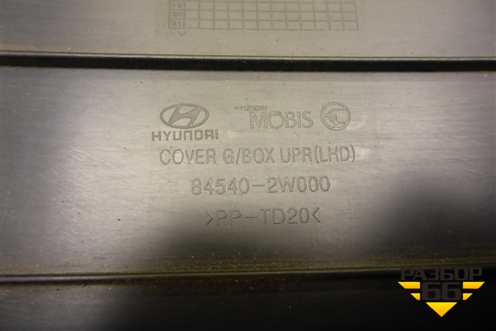 HYUNDAI
HYUNDAI
MOBIS
COVER G/BOX UPR(LHD)
84540-2W000
>PP-TD20<
РАЗБОР
66